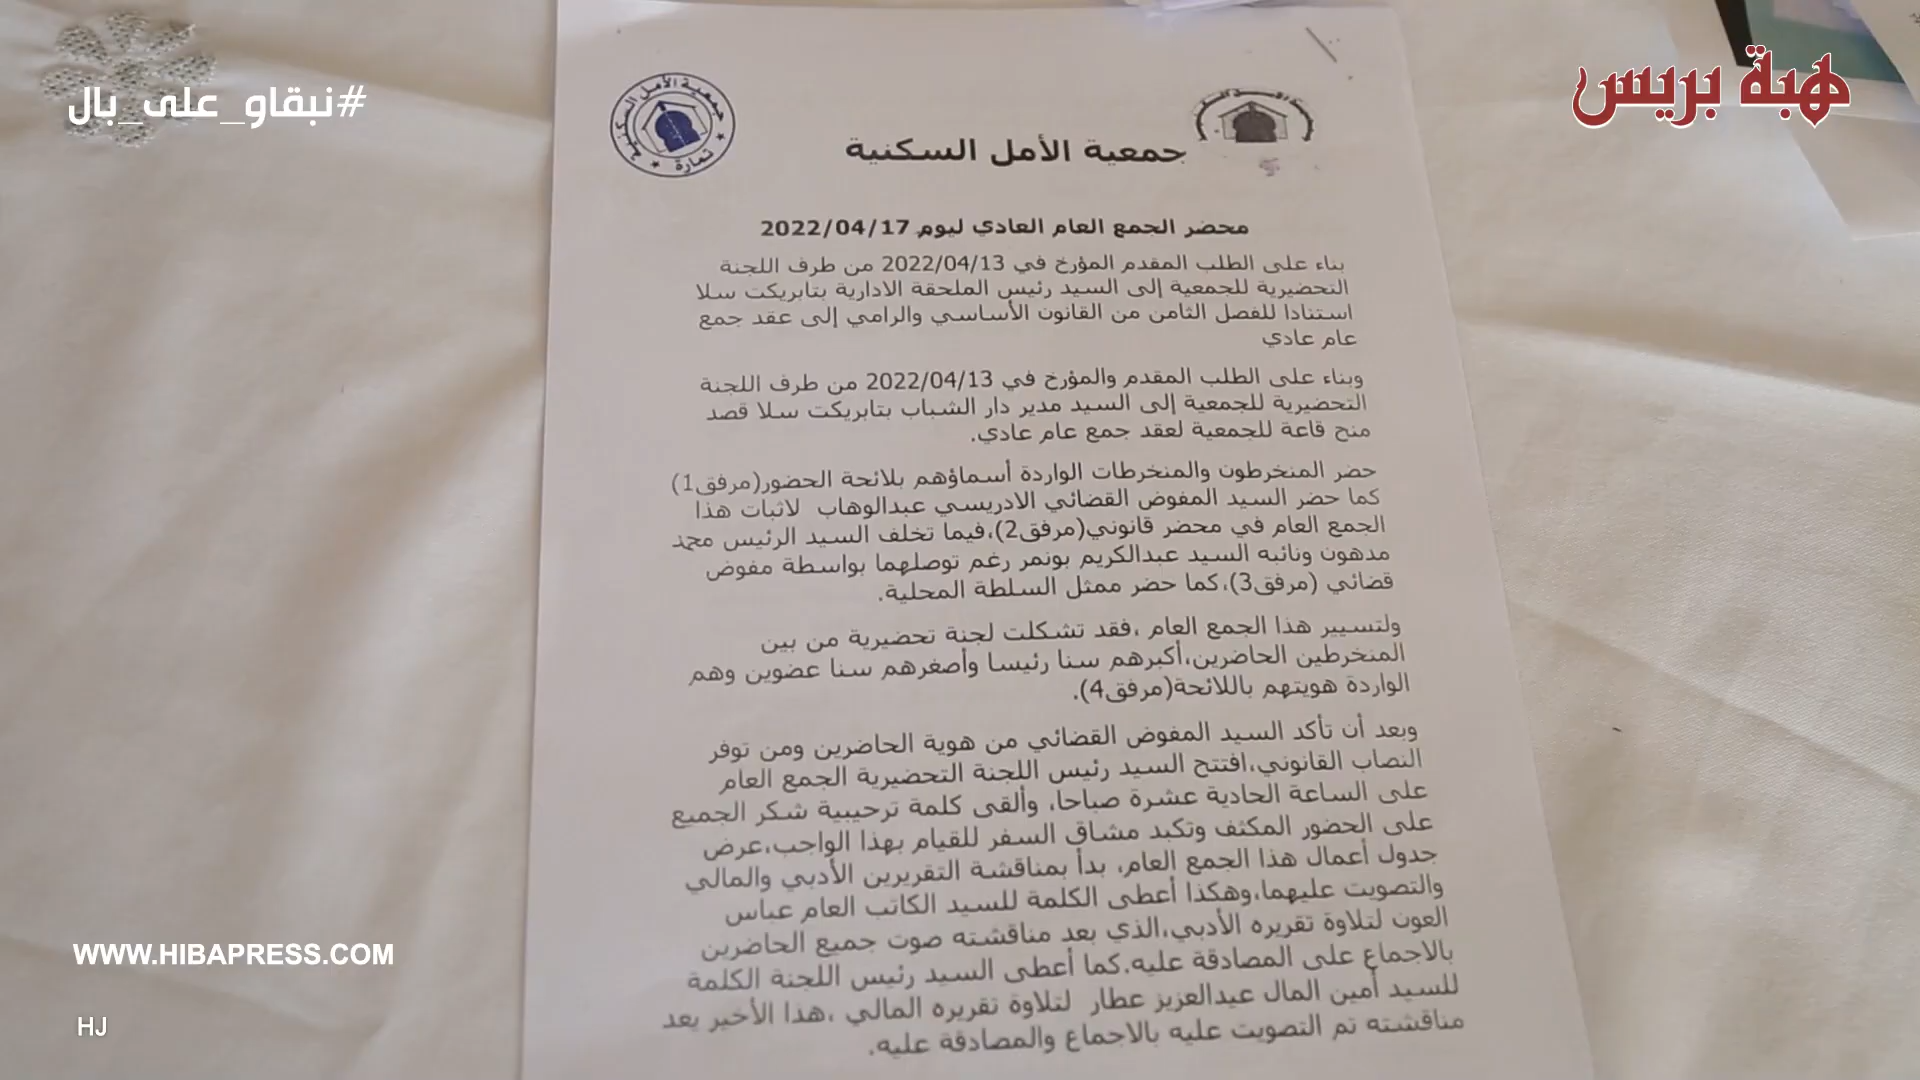 #نبقاو_على_بال
هبة بريس
جمعية الأمل السكنية
تمارة
جمعية الأمل السكنية
محضر الجمع العام العادي ليوم 2022/04/17
بناء على الطلب المقدم المؤرخ في 2022/04/13 من طرف اللجنة
التحضيرية للجمعية إلى السيد رئيس الملحقة الادارية بتابريكت سلا
استنادا للفصل الثامن من القانون الأساسي والرامي إلى عقد جمع
عام عادي
وبناء على الطلب المقدم والمؤرخ في 2022/04/13 من طرف اللجنة
التحضيرية للجمعية إلى السيد مدير دار الشباب بتابريكت سلا قصد
منح قاعة للجمعية لعقد جمع عام عادي.
حضر المنخرطون والمنخرطات الواردة أسماؤهم بلائحة الحضور(مرفق1)
كما حضر السيد المفوض القضائي الادريسي عبدالوهاب لاثبات هذا
الجمع العام في محضر قانوني(مرفق2)،فيما تخلف السيد الرئيس محمد
مدهون ونائبه السيد عبدالكريم بونمر رغم توصلهما بواسطة مفوض
قضائي (مرفق3)،كما حضر ممثل السلطة المحلية.
ولتسيير هذا الجمع العام ،فقد تشكلت لجنة تحضيرية من بين
المنخرطين الحاضرين،أكبرهم سنا رئيسا وأصغرهم سنا عضوين وهم
الواردة هويتهم باللائحة(مرفق4).
وبعد أن تأكد السيد المفوض القضائي من هوية الحاضرين ومن توفر
النصاب القانوني،افتتح السيد رئيس اللجنة التحضيرية الجمع العام
على الساعة الحادية عشرة صباحا، وألقى كلمة ترحيبية شكر الجميع
على الحضور المكثف وتكبد مشاق السفر للقيام بهذا الواجب،عرض
جدول أعمال هذا الجمع العام، بدأ بمناقشة التقريرين الأدبي والمالي
والتصويت عليهما،وهكذا أعطى الكلمة للسيد الكاتب العام عباس
العون لتلاوة تقريره الأدبي،الذي بعد مناقشته صوت جميع الحاضرين
بالاجماع على المصادقة عليه.كما أعطى السيد رئيس اللجنة الكلمة
للسيد أمين المال عبدالعزيز عطار لتلاوة تقريره المالي ،هذا الأخير بعد
مناقشته تم التصويت عليه بالاجماع والمصادقة عليه.
WWW.HIBAPRESS.COM
HJ